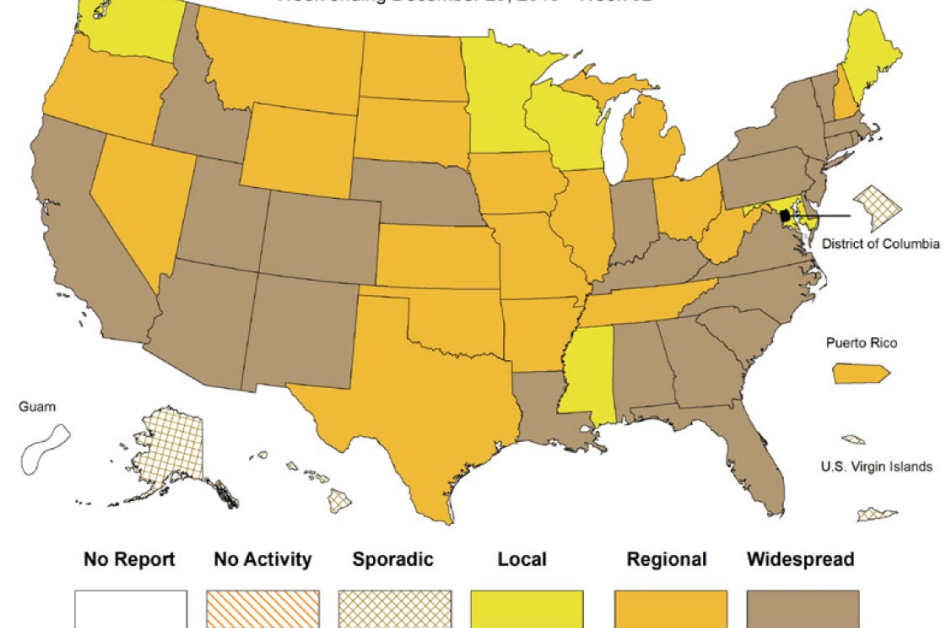 District of Columbia
Puerto Rico
Guam
U.S. Virgin Islands
No Report
No Activity
Sporadic
Local
Regional
Widespread